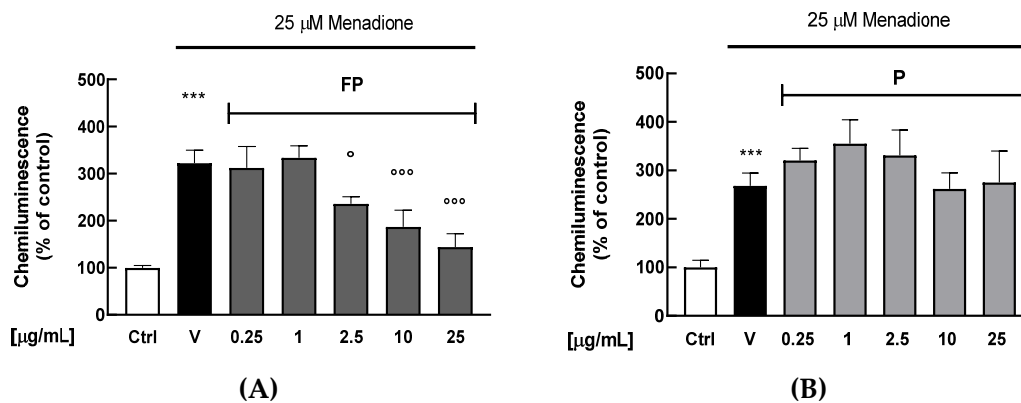 25 μM Menadione
FP
Chemiluminescence
(% of control)
500
400
300
200
100
0
***
°
°°°
°°°
[μg/mL] Ctrl V 0.25 1 2.5 10 25
(A)
25 μM Menadione
P
Chemiluminescence
(% of control)
500
400
300
200
100
0
***
[μg/mL] Ctrl V 0.25 1 2.5 10 25
(B)